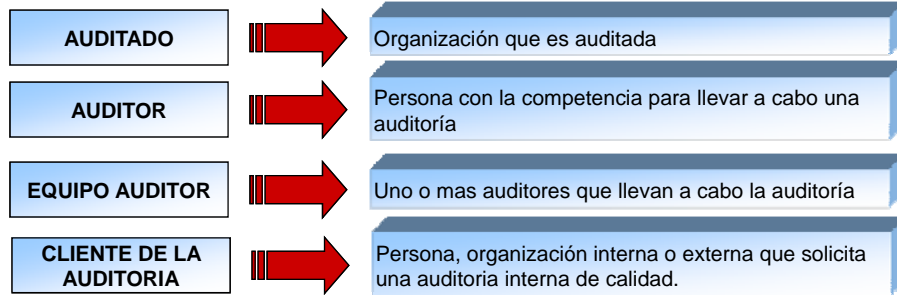 AUDITADO
Organización que es auditada
AUDITOR
Persona con la competencia para llevar a cabo una
auditoría
EQUIPO AUDITOR
Uno o mas auditores que llevan a cabo la auditoría
CLIENTE DE LA
AUDITORIA
Persona, organización interna o externa que solicita
una auditoria interna de calidad.